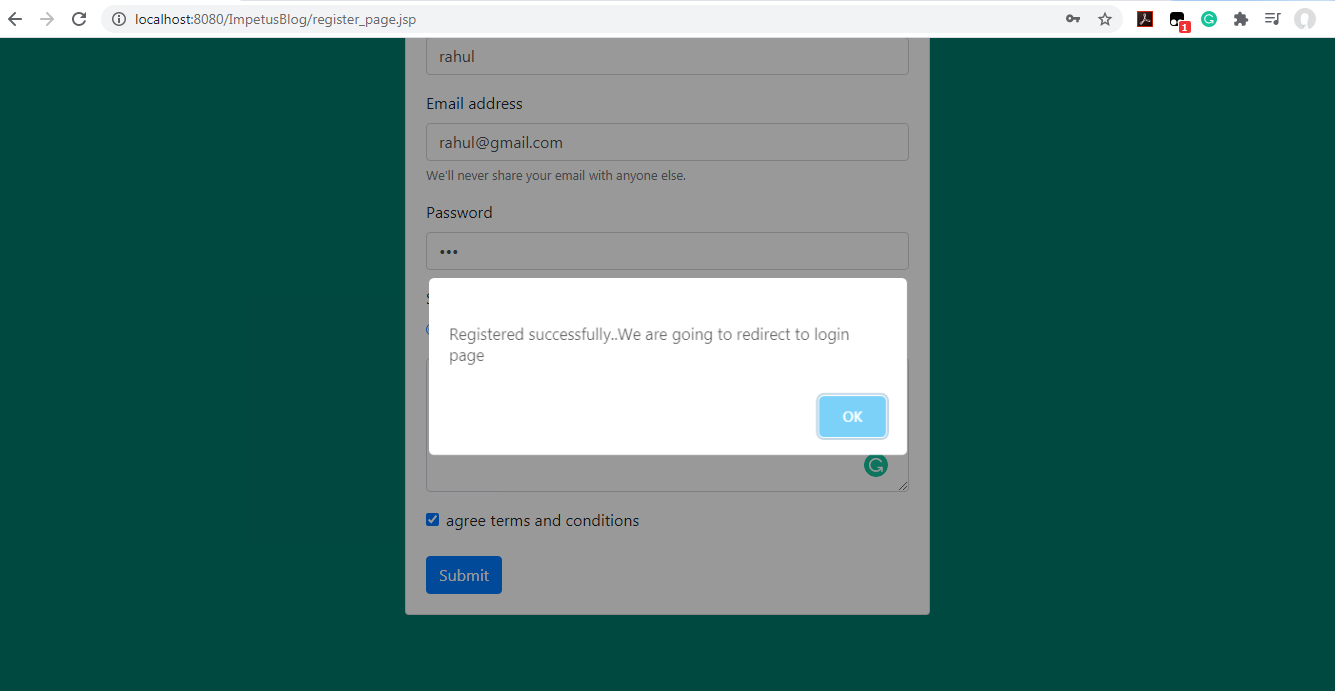 localhost:8080/ImpetusBlog/register_page.jsp
1
rahul
Email address
rahul@gmail.com
We'll never share your email with anyone else.
Password
•••
Registered successfully..We are going to redirect to login
page
OK
agree terms and conditions
Submit